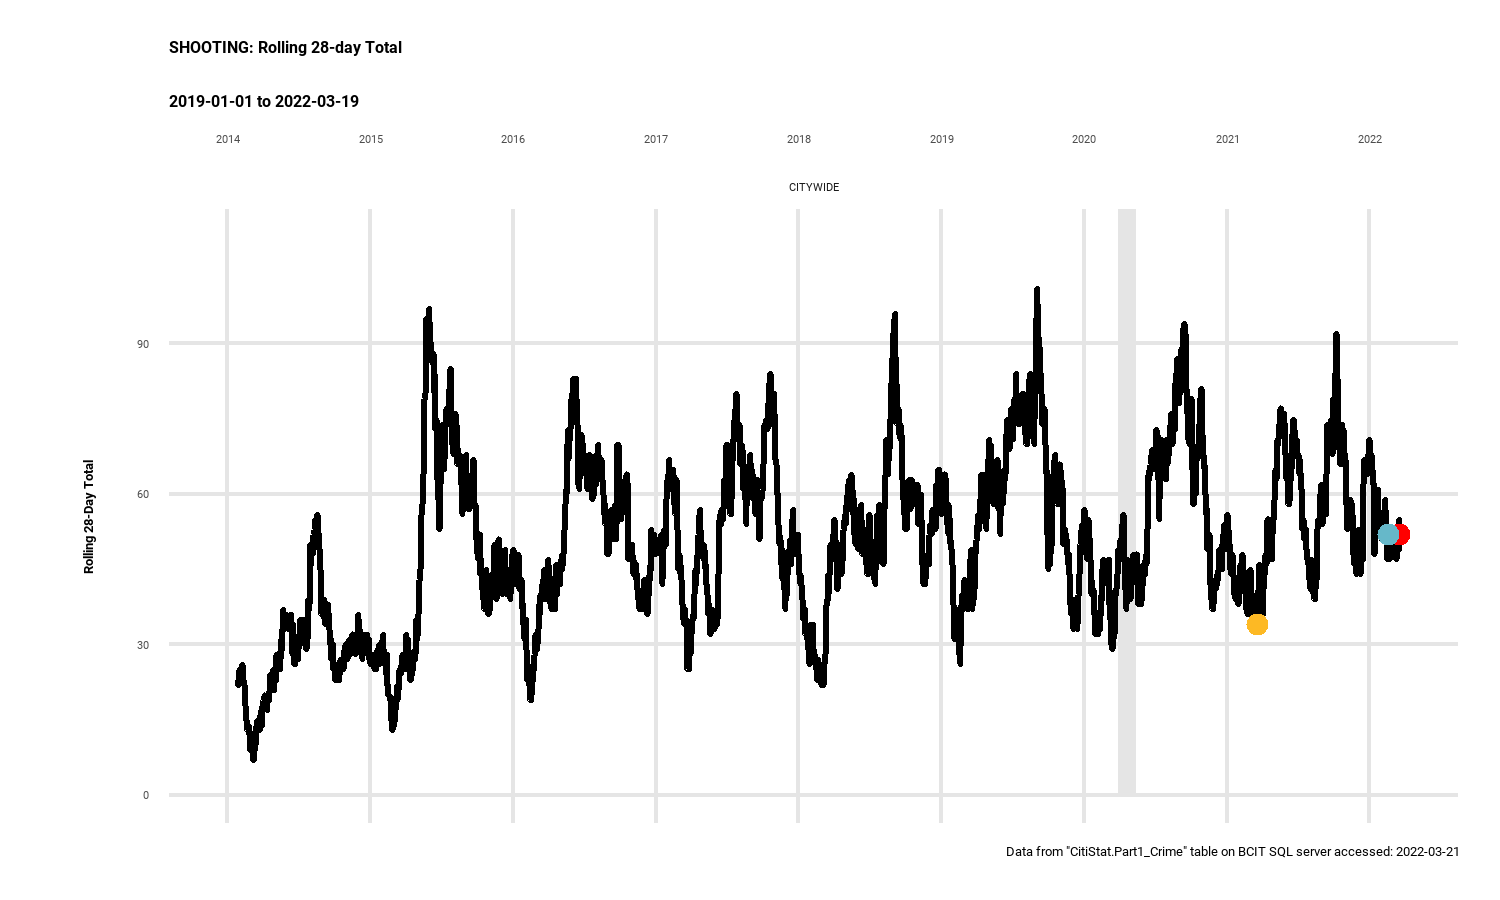 SHOOTING: Rolling 28-day Total
2019-01-01 to 2022-03-19
2014 2015 2016 2017 2018 2019 2020 2021 2022
CITYWIDE
90
60
30
0
Rolling 28-Day Total
Data from "CitiStat.Part1_Crime" table on BCIT SQL server accessed: 2022-03-21